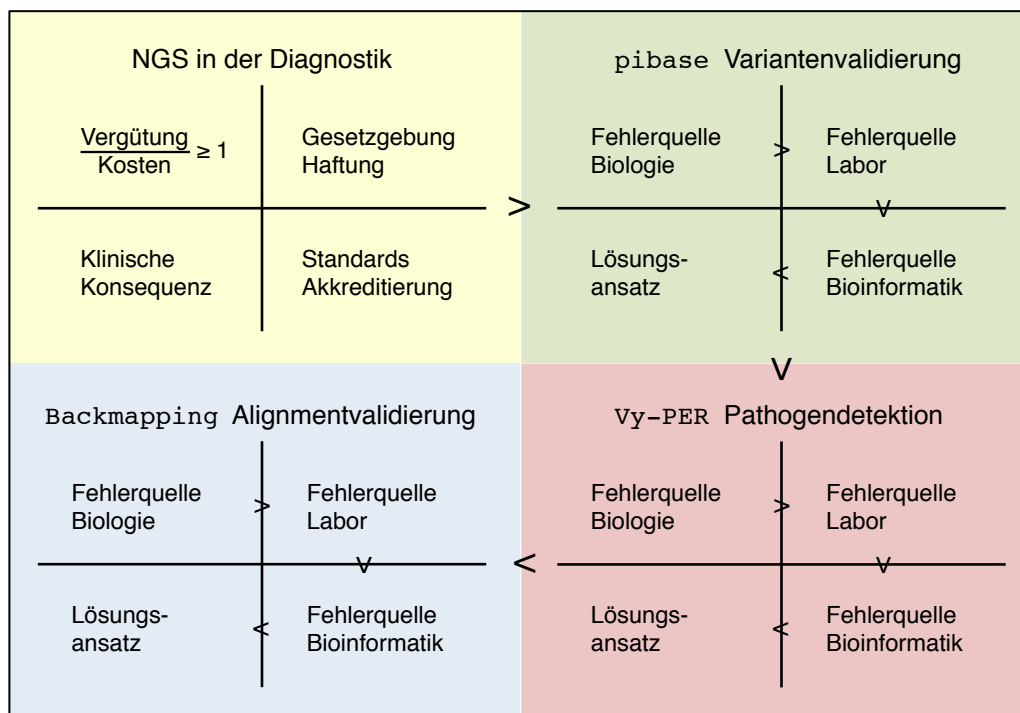 NGS in der Diagnostik
Vergütung
Kosten
≥ 1
Gesetzgebung
Haftung
Klinische
Konsequenz
Standards
Akkreditierung
>
pibase Variantenvalidierung
Fehlerquelle
Biologie
>
Fehlerquelle
Labor
V
Lösungs-
ansatz
<
Fehlerquelle
Bioinformatik
V
Backmapping Alignmentvalidierung
Fehlerquelle
Biologie
>
Fehlerquelle
Labor
V
Lösungs-
ansatz
<
Fehlerquelle
Bioinformatik
<
Vy-PER Pathogendetektion
Fehlerquelle
Biologie
>
Fehlerquelle
Labor
V
Lösungs-
ansatz
<
Fehlerquelle
Bioinformatik